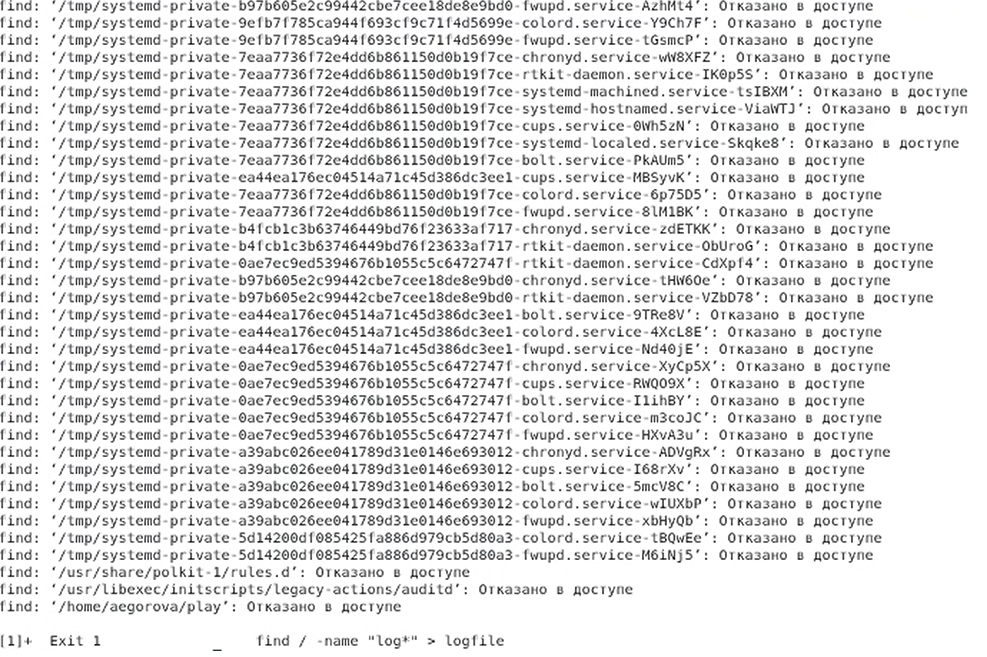 find: ‘/tmp/systemd-private-b97b605e2c99442cbe7cee18de8e9bd0-fwupd.service-AzhMt4’: Отказано в доступе
find: ‘/tmp/systemd-private-9efb7f785ca944f693cf9c71f4d5699e-colord.service-Y9Ch7F’: Отказано в доступе
find: ‘/tmp/systemd-private-9efb7f785ca944f693cf9c71f4d5699e-fwupd.service-tGsmcP’: Отказано в доступе
find: ‘/tmp/systemd-private-7eaa7736f72e4dd6b861150d0b19f7ce-chronyd.service-wW8XFZ’: Отказано в доступе
find: ‘/tmp/systemd-private-7eaa7736f72e4dd6b861150d0b19f7ce-rtkit-daemon.service-IK0p5S’: Отказано в доступе
find: ‘/tmp/systemd-private-7eaa7736f72e4dd6b861150d0b19f7ce-systemd-machined.service-tsIBXM’: Отказано в доступе
find: ‘/tmp/systemd-private-7eaa7736f72e4dd6b861150d0b19f7ce-systemd-hostnamed.service-ViaWTJ’: Отказано в доступ
find: ‘/tmp/systemd-private-7eaa7736f72e4dd6b861150d0b19f7ce-cups.service-0Wh5zN’: Отказано в доступе
find: ‘/tmp/systemd-private-7eaa7736f72e4dd6b861150d0b19f7ce-systemd-localed.service-Skqke8’: Отказано в доступе
find: ‘/tmp/systemd-private-7eaa7736f72e4dd6b861150d0b19f7ce-bolt.service-PkAUm5’: Отказано в доступе
find: ‘/tmp/systemd-private-ea44ea176ec04514a71c45d386dc3ee1-cups.service-MBSyvK’: Отказано в доступе
find: ‘/tmp/systemd-private-7eaa7736f72e4dd6b861150d0b19f7ce-colord.service-6p75D5’: Отказано в доступе
find: ‘/tmp/systemd-private-7eaa7736f72e4dd6b861150d0b19f7ce-fwupd.service-8lM1BK’: Отказано в доступе
find: ‘/tmp/systemd-private-b4fcb1c3b63746449bd76f23633af717-chronyd.service-zdETKK’: Отказано в доступе
find: ‘/tmp/systemd-private-b4fcb1c3b63746449bd76f23633af717-rtkit-daemon.service-ObUroG’: Отказано в доступе
find: ‘/tmp/systemd-private-0ae7ec9ed5394676b1055c5c6472747f-rtkit-daemon.service-CdXpf4’: Отказано в доступе
find: ‘/tmp/systemd-private-b97b605e2c99442cbe7cee18de8e9bd0-chronyd.service-tHW6Oe’: Отказано в доступе
find: ‘/tmp/systemd-private-b97b605e2c99442cbe7cee18de8e9bd0-rtkit-daemon.service-VZbD78’: Отказано в доступе
find: ‘/tmp/systemd-private-ea44ea176ec04514a71c45d386dc3ee1-bolt.service-9TRe8V’: Отказано в доступе
find: ‘/tmp/systemd-private-ea44ea176ec04514a71c45d386dc3ee1-colord.service-4XcL8E’: Отказано в доступе
find: ‘/tmp/systemd-private-ea44ea176ec04514a71c45d386dc3ee1-fwupd.service-Nd40jE’: Отказано в доступе
find: ‘/tmp/systemd-private-0ae7ec9ed5394676b1055c5c6472747f-chronyd.service-XyCp5X’: Отказано в доступе
find: ‘/tmp/systemd-private-0ae7ec9ed5394676b1055c5c6472747f-cups.service-RWQO9X’: Отказано в доступе
find: ‘/tmp/systemd-private-0ae7ec9ed5394676b1055c5c6472747f-bolt.service-I1ihBY’: Отказано в доступе
find: ‘/tmp/systemd-private-0ae7ec9ed5394676b1055c5c6472747f-colord.service-m3coJC’: Отказано в доступе
find: ‘/tmp/systemd-private-0ae7ec9ed5394676b1055c5c6472747f-fwupd.service-HXvA3u’: Отказано в доступе
find: ‘/tmp/systemd-private-a39abc026ee041789d31e0146e693012-chronyd.service-ADVgRx’: Отказано в доступе
find: ‘/tmp/systemd-private-a39abc026ee041789d31e0146e693012-cups.service-I68rXv’: Отказано в доступе
find: ‘/tmp/systemd-private-a39abc026ee041789d31e0146e693012-bolt.service-5mcV8C’: Отказано в доступе
find: ‘/tmp/systemd-private-a39abc026ee041789d31e0146e693012-colord.service-wIUXbP’: Отказано в доступе
find: ‘/tmp/systemd-private-a39abc026ee041789d31e0146e693012-fwupd.service-xbHyQb’: Отказано в доступе
find: ‘/tmp/systemd-private-5d14200df085425fa886d979cb5d80a3-colord.service-tBQwEe’: Отказано в доступе
find: ‘/tmp/systemd-private-5d14200df085425fa886d979cb5d80a3-fwupd.service-M6iNj5’: Отказано в доступе
find: ‘/usr/share/polkit-1/rules.d’: Отказано в доступе
find: ‘/usr/libexec/initscripts/legacy-actions/auditd’: Отказано в доступе
find: ‘/home/aegorova/play’: Отказано в доступе
[1]+  Exit 1                  find / -name "log*" > logfile